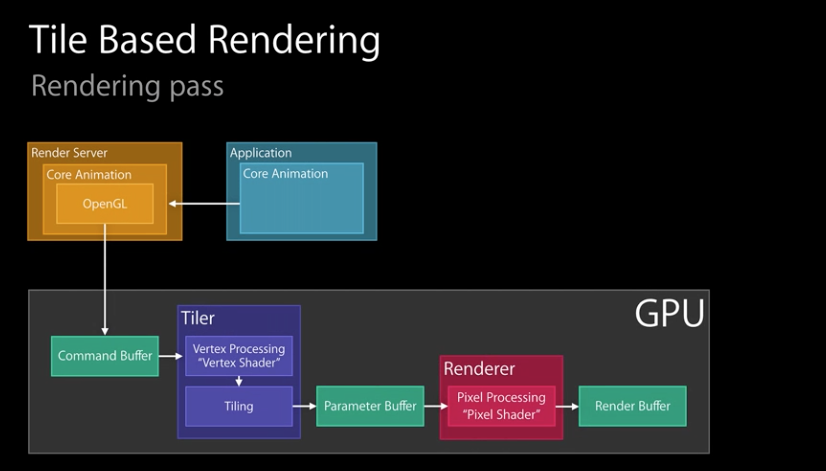 Tile Based Rendering
Rendering pass
Render Server
Core Animation
OpenGL
Application
Core Animation
GPU
Command Buffer
Tiler
Vertex Processing
“Vertex Shader”
Tiling
Parameter Buffer
Renderer
Pixel Processing
“Pixel Shader”
Render Buffer